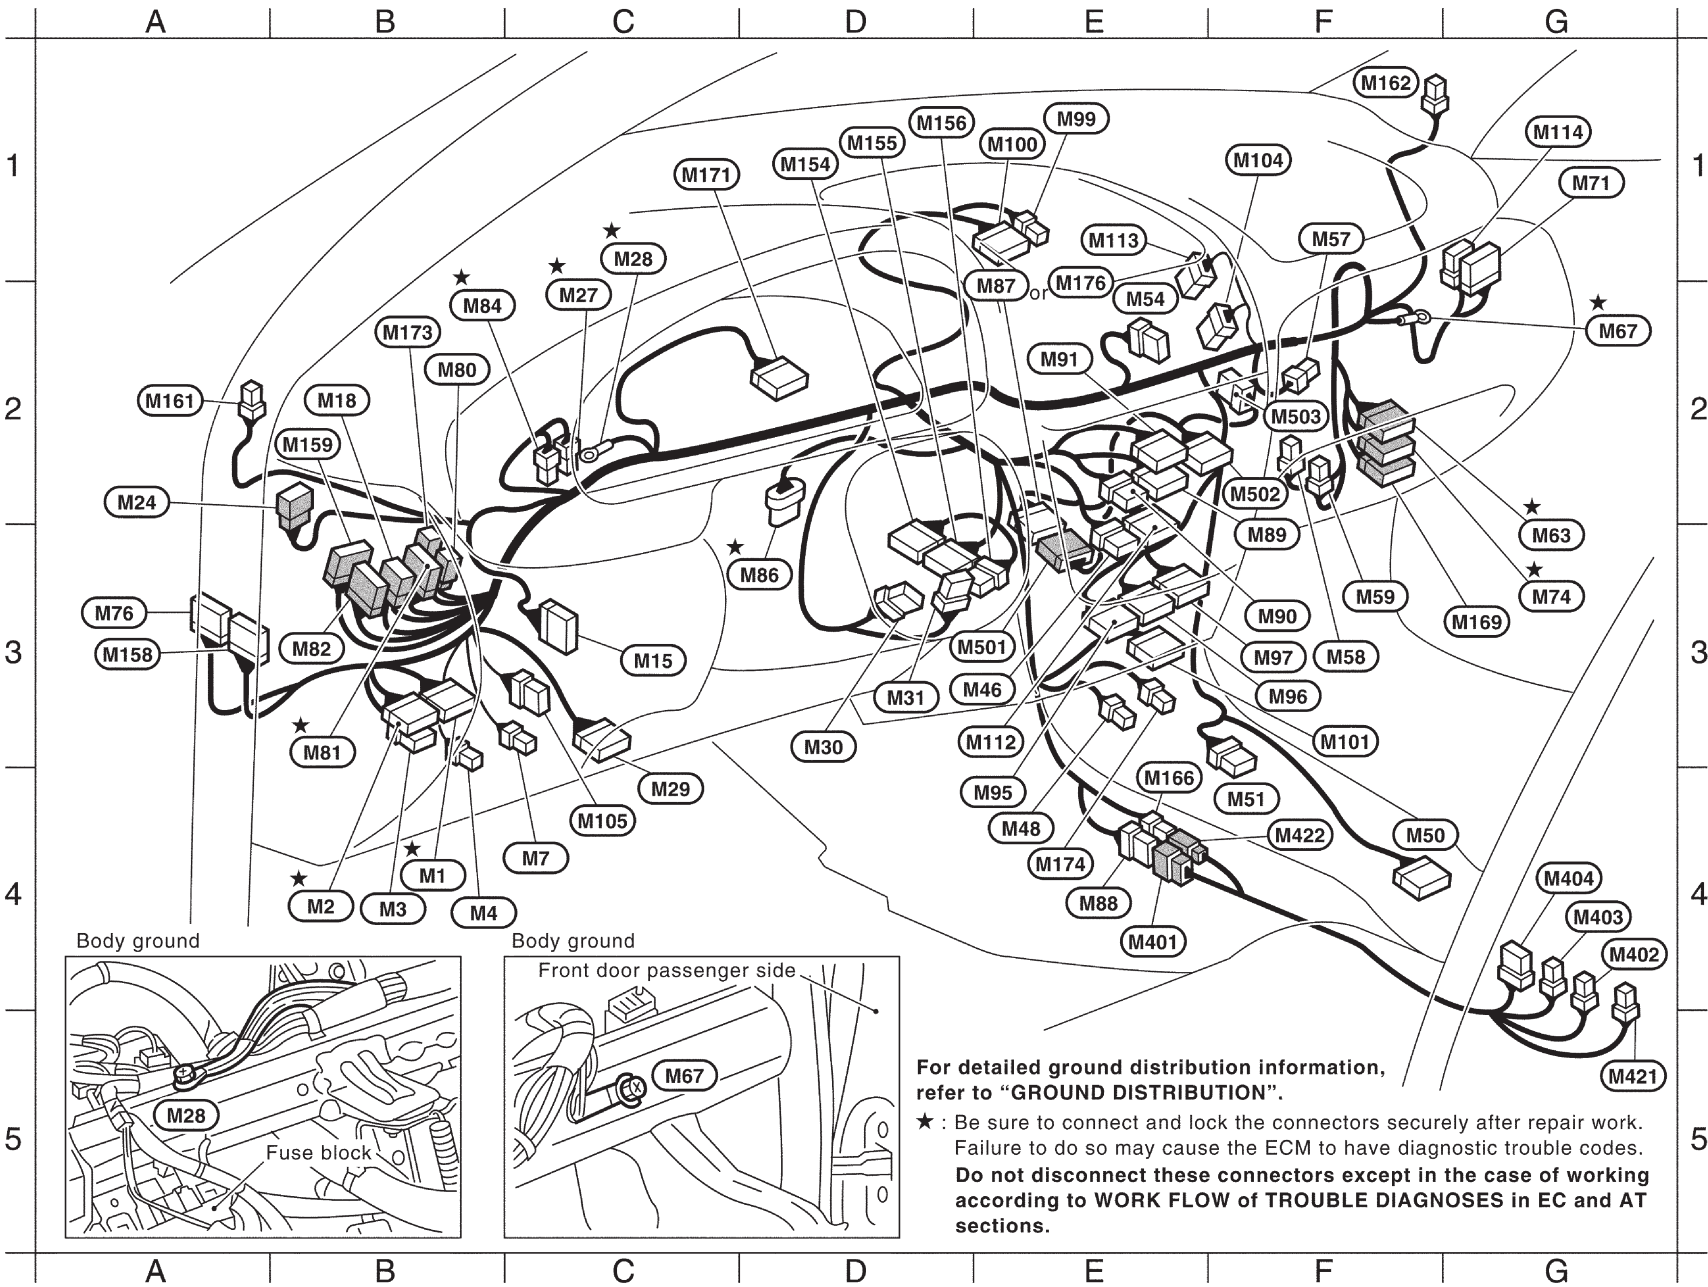 A B C D E F G
M162
M156
M99
M155
M100
M114
M154
M104
M171
M71
1 1
★
M28
M113
M57
★
M27
M87 or M176
M54
★
M84
★
M67
M173
M91
M80
M161
M18
M503
2 2
M159
M24
M502
★
M63
M89
★
M86
★
M74
M59
M76
M90
M169
M82
M501
M158
M15
M97
M58
3 3
M46
M31
M96
★
M81
M30
M112
M101
M166
M29
M95
M51
M105
M48
M422
M50
M7
M174
★
M1
★
M2
M3
M4
M88
M404
4 4
M403
M401
M402
Body ground
Body ground
Front door passenger side
M28
Fuse block
M67
M421
For detailed ground distribution information,
refer to “GROUND DISTRIBUTION”.
★ : Be sure to connect and lock the connectors securely after repair work.
Failure to do so may cause the ECM to have diagnostic trouble codes.
Do not disconnect these connectors except in the case of working
according to WORK FLOW of TROUBLE DIAGNOSES in EC and AT
sections.
5 5
A B C D E F G